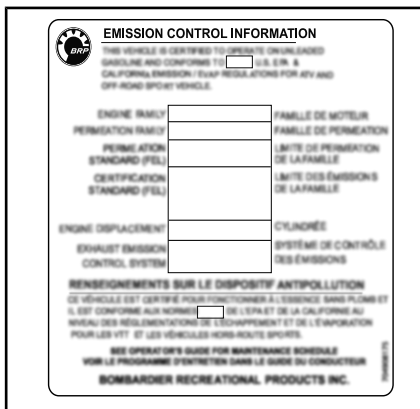 BRP
EMISSION CONTROL INFORMATION
THIS VEHICLE IS CERTIFIED TO OPERATE ON UNLEADED
GASOLINE AND CONFORMS TO U.S. EPA &
CALIFORNIA EMISSION / EVAP REGULATIONS FOR ATV AND
OFF-ROAD SPORT VEHICLE.
ENGINE FAMILY FAMILLE DE MOTEUR
PERMEATION FAMILY FAMILLE DE PERMEATION
PERMEATION LIMITE DE PERMEATION
STANDARD (FEL) DE LA FAMILLE
CERTIFICATION LIMITE DES ÉMISSIONS
STANDARD (FEL) DE LA FAMILLE
ENGINE DISPLACEMENT CYLINDRÉE
EXHAUST EMISSION SYSTÈME DE CONTRÔLE
CONTROL SYSTEM DES ÉMISSIONS
RENSEIGNEMENTS SUR LE DISPOSITIF ANTIPOLLUTION
CE VÉHICULE EST CERTIFIÉ POUR FONCTIONNER À L'ESSENCE SANS PLOMB ET
IL EST CONFORME AUX NORMES DE L'EPA ET DE LA CALIFORNIE AU
NIVEAU DES RÉGLEMENTATIONS DE L'ÉCHAPPEMENT ET DE L'ÉVAPORATION
POUR LES VTT ET LES VÉHICULES HORS-ROUTE SPORTS.
SEE OPERATOR'S GUIDE FOR MAINTENANCE SCHEDULE
VOIR LE PROGRAMME D'ENTRETIEN DANS LE GUIDE DU CONDUCTEUR
BOMBARDIER RECREATIONAL PRODUCTS INC.